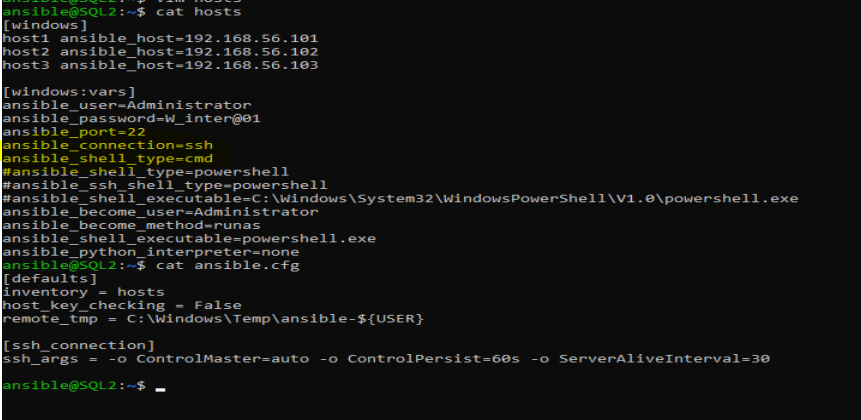 ansible@SQL2:~$ vim hosts
ansible@SQL2:~$ cat hosts
[windows]
host1 ansible_host=192.168.56.101
host2 ansible_host=192.168.56.102
host3 ansible_host=192.168.56.103
[windows:vars]
ansible_user=Administrator
ansible_password=W_inter@01
ansible_port=22
ansible_connection=ssh
ansible_shell_type=cmd
#ansible_shell_type=powershell
#ansible_ssh_shell_type=powershell
#ansible_shell_executable=C:\Windows\System32\WindowsPowerShell\V1.0\powershell.exe
ansible_become_user=Administrator
ansible_become_method=runas
ansible_shell_executable=powershell.exe
ansible_python_interpreter=none
ansible@SQL2:~$ cat ansible.cfg
[defaults]
inventory = hosts
host_key_checking = False
remote_tmp = C:\Windows\Temp\ansible-${USER}
[ssh_connection]
ssh_args = -o ControlMaster=auto -o ControlPersist=60s -o ServerAliveInterval=30
ansible@SQL2:~$